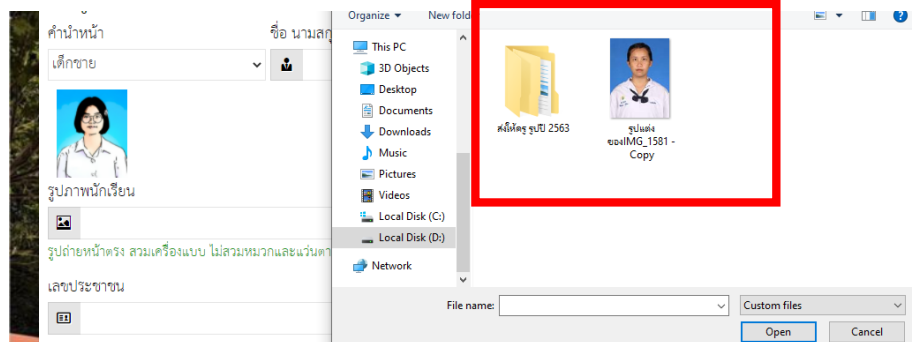 คำนำหน้า
ชื่อ นามสกุ
เด็กชาย
รูปภาพนักเรียน
รูปถ่ายหน้าตรง สวมเครื่องแบบ ไม่สวมหมวกและแว่นตา
เลขประชาชน
Organize
New fold
This PC
3D Objects
Desktop
Documents
Downloads
Music
Pictures
Videos
Local Disk (C:)
Local Disk (D:)
Network
ส่งให้ครู รูปปี 2563
รูปแต่ง
ของIMG_1581 -
Copy
File name:
Custom files
Open
Cancel